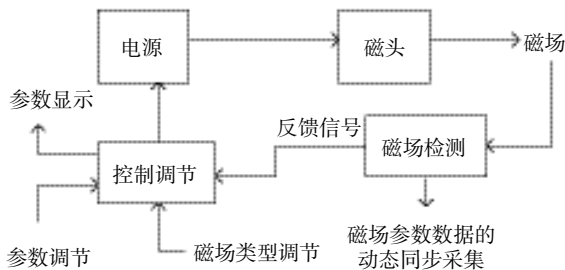 电源
磁头
磁场
参数显示
反馈信号
控制调节
磁场检测
参数调节
磁场类型调节
磁场参数数据的
动态同步采集